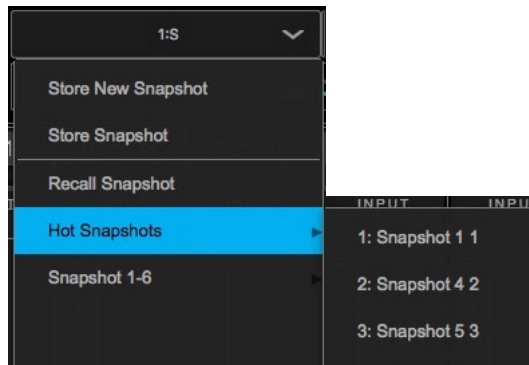 1:S
Store New Snapshot
Store Snapshot
Recall Snapshot
INPUT
Hot Snapshots
1: Snapshot 1 1
Snapshot 1-6
2: Snapshot 4 2
3: Snapshot 5 3